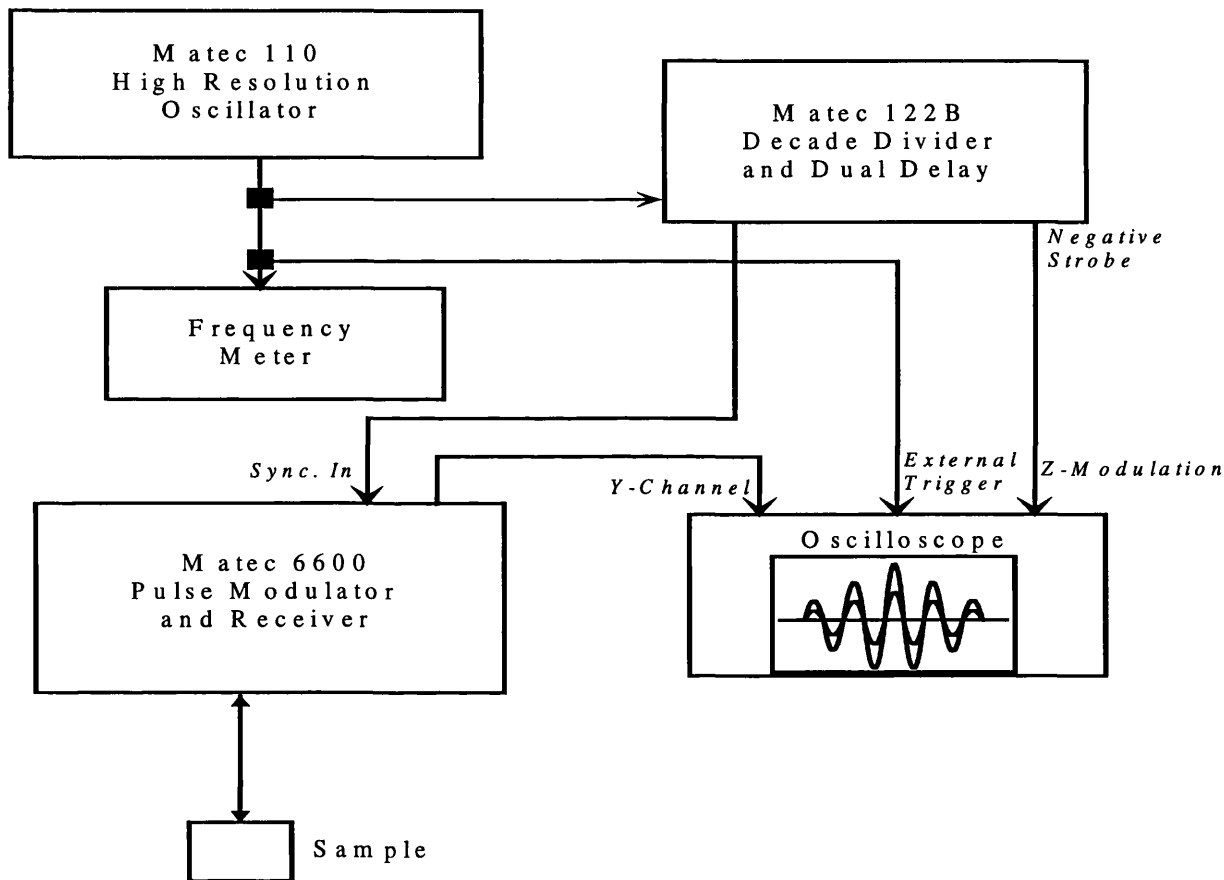 Matec 110
High Resolution
Oscillator
Matec 122B
Decade Divider
and Dual Delay
Negative
Strobe
Frequency
Meter
Sync. In
Y-Channel
External
Trigger
Z-Modulation
Matec 6600
Pulse Modulator
and Receiver
Oscilloscope
Sample